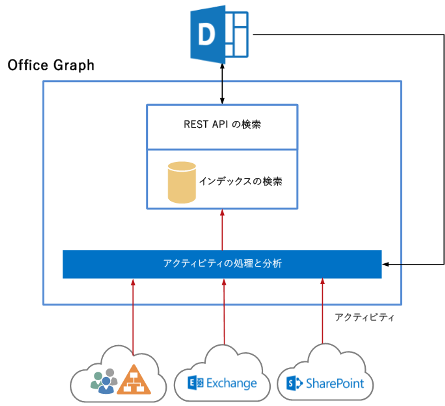 D
Office Graph
REST API の検索
インデックスの検索
アクティビティの処理と分析
アクティビティ
E Exchange
S SharePoint